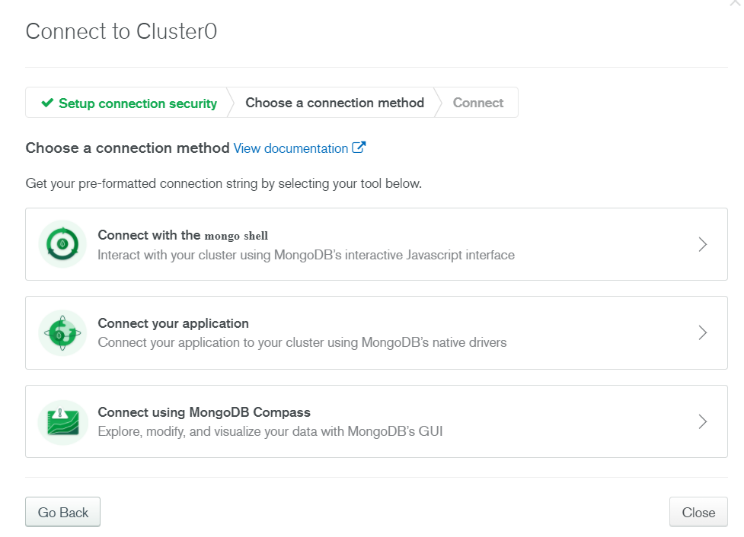 Connect to Cluster0
Setup connection security
Choose a connection method
Connect
Choose a connection method View documentation
Get your pre-formatted connection string by selecting your tool below.
Connect with the mongo shell
Interact with your cluster using MongoDB's interactive Javascript interface
Connect your application
Connect your application to your cluster using MongoDB's native drivers
Connect using MongoDB Compass
Explore, modify, and visualize your data with MongoDB's GUI
Go Back
Close